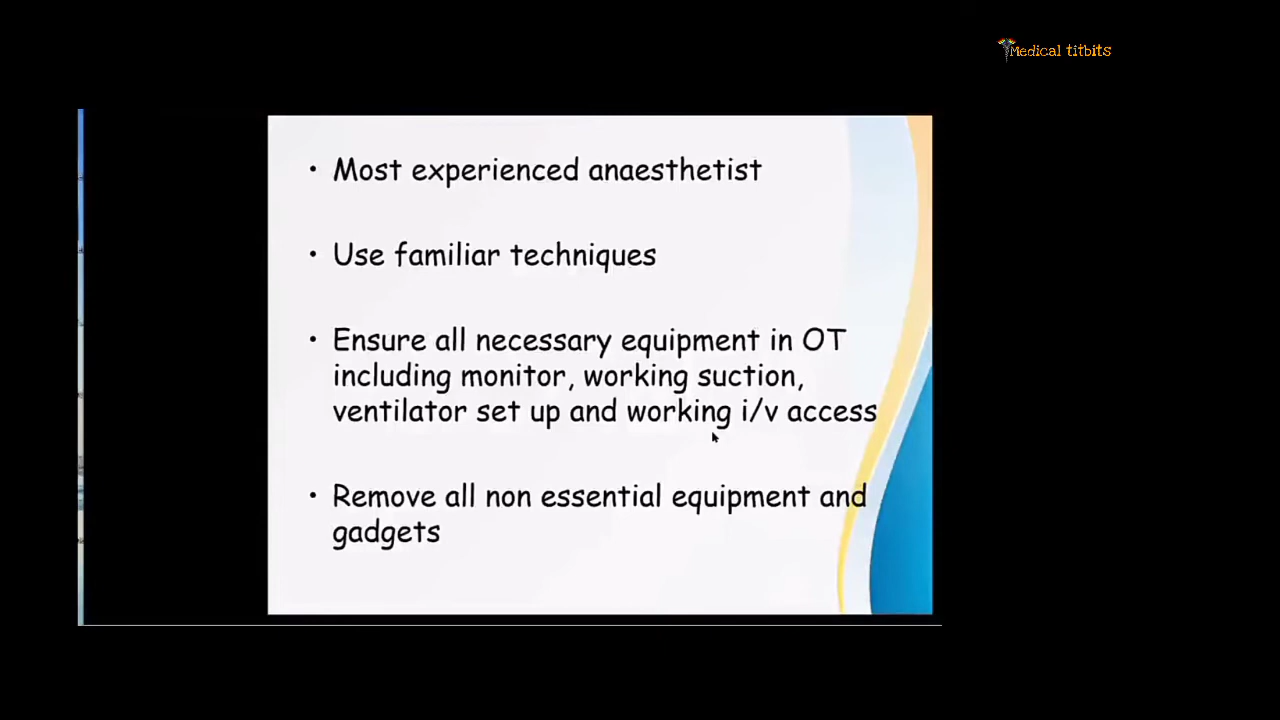 Medical titbits
• Most experienced anaesthetist
• Use familiar techniques
• Ensure all necessary equipment in OT
including monitor, working suction,
ventilator set up and working i/v access
• Remove all non essential equipment and
gadgets